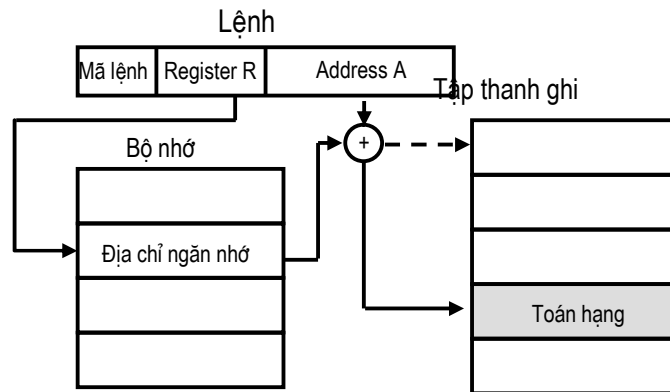 Lệnh
Mã lệnh
Register R
Address A
Tập thanh ghi
Bộ nhớ
+
Địa chỉ ngăn nhớ
Toán hạng